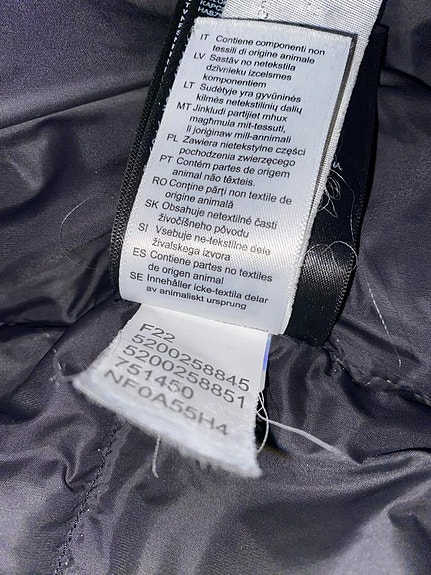 IT Contiene componenti non
tessili di origine animale
LV Sastāv no netekstila
dzīvnieku izcelsmes
komponentiem
LT Sudėtyje yra gyvūninės
kilmės netekstilinių dalių
MT Jinkludi partijiet mhux
magħmula mit-tessuti,
li joriġinaw mill-annimali
PL Zawiera nietekstylne części
pochodzenia zwierzęcego
PT Contém partes de origem
animal não têxteis.
RO Conține părți non textile de
origine animală
SK Obsahuje netextilné časti
živočíšneho pôvodu
SI Vsebuje ne-tekstilne dele
živalskega izvora
ES Contiene partes no textiles
de origen animal
SE Innehåller icke-textila delar
av animaliskt ursprung
F22
5200258845
5200258851
751450
NF0A55H4